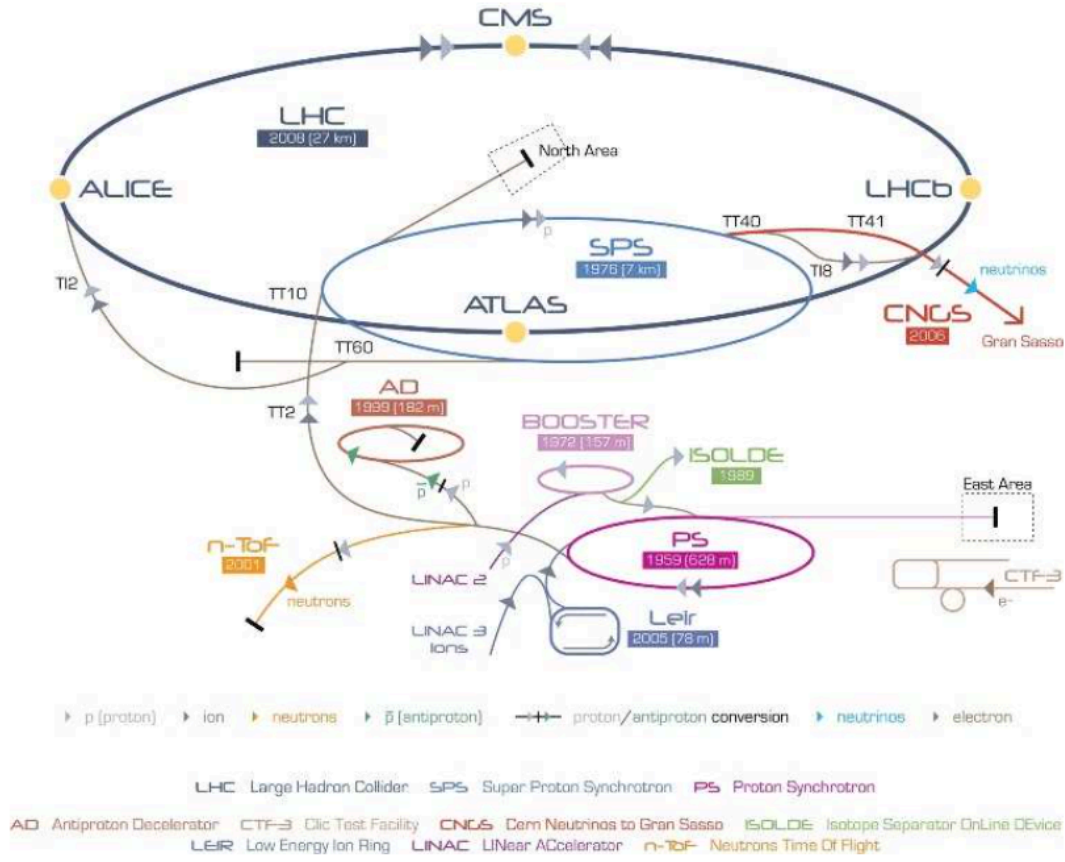 CMS
LHC
2008 (27 km)
North Area
ALICE
LHCb
TT40
TT41
SPS
p
1976 (7 km)
TI8
neutrinos
TI2
TT10
ATLAS
CNGS
2006
Gran Sasso
TT60
AD
TT2
1999 (182 m)
BOOSTER
1972 (157 m)
ISOLDE
1989
p̅
p
East Area
n-ToF
2001
PS
1959 (628 m)
p
LINAC 2
neutrons
CTF-3
e-
LINAC 3
Ions
Leir
2005 (78 m)
p (proton) ion neutrons p̅ (antiproton) proton/antiproton conversion neutrinos electron
LHC Large Hadron Collider SPS Super Proton Synchrotron PS Proton Synchrotron
AD Antiproton Decelerator CTF-3 Clic Test Facility CNGS Cern Neutrinos to Gran Sasso ISOLDE Isotope Separator OnLine DEvice
LEIR Low Energy Ion Ring LINAC LINear ACcelerator n-ToF Neutrons Time Of Flight